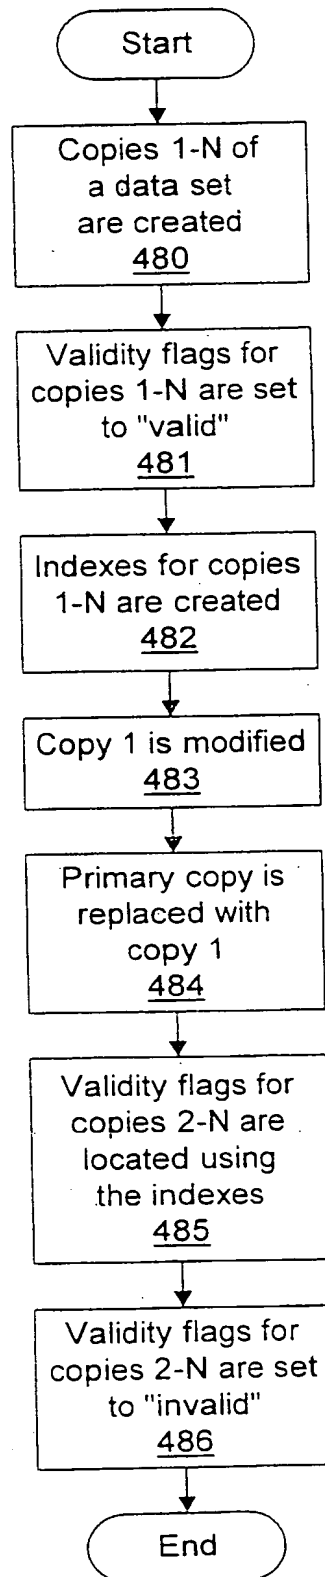 Start
Copies 1-N of
a data set
are created
480
Validity flags for
copies 1-N are set
to "valid"
481
Indexes for copies
1-N are created
482
Copy 1 is modified
483
Primary copy is
replaced with
copy 1
484
Validity flags for
copies 2-N are
located using
the indexes
485
Validity flags for
copies 2-N are set
to "invalid"
486
End